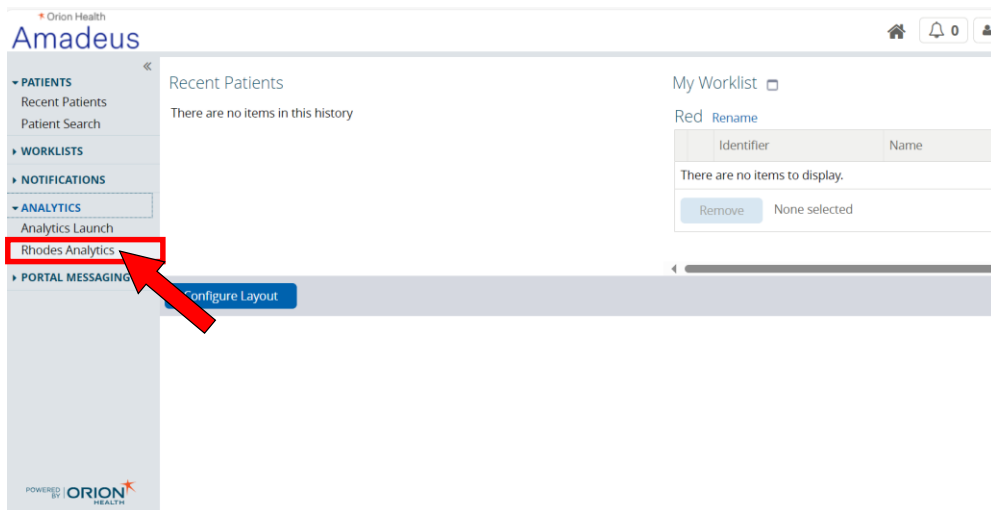 Orion Health
Amadeus
0
«
PATIENTS
Recent Patients
Patient Search
WORKLISTS
NOTIFICATIONS
ANALYTICS
Analytics Launch
Rhodes Analytics
PORTAL MESSAGING
Recent Patients
There are no items in this history
My Worklist
Red Rename
Identifier Name
There are no items to display.
Remove None selected
Configure Layout
POWERED BY ORION HEALTH